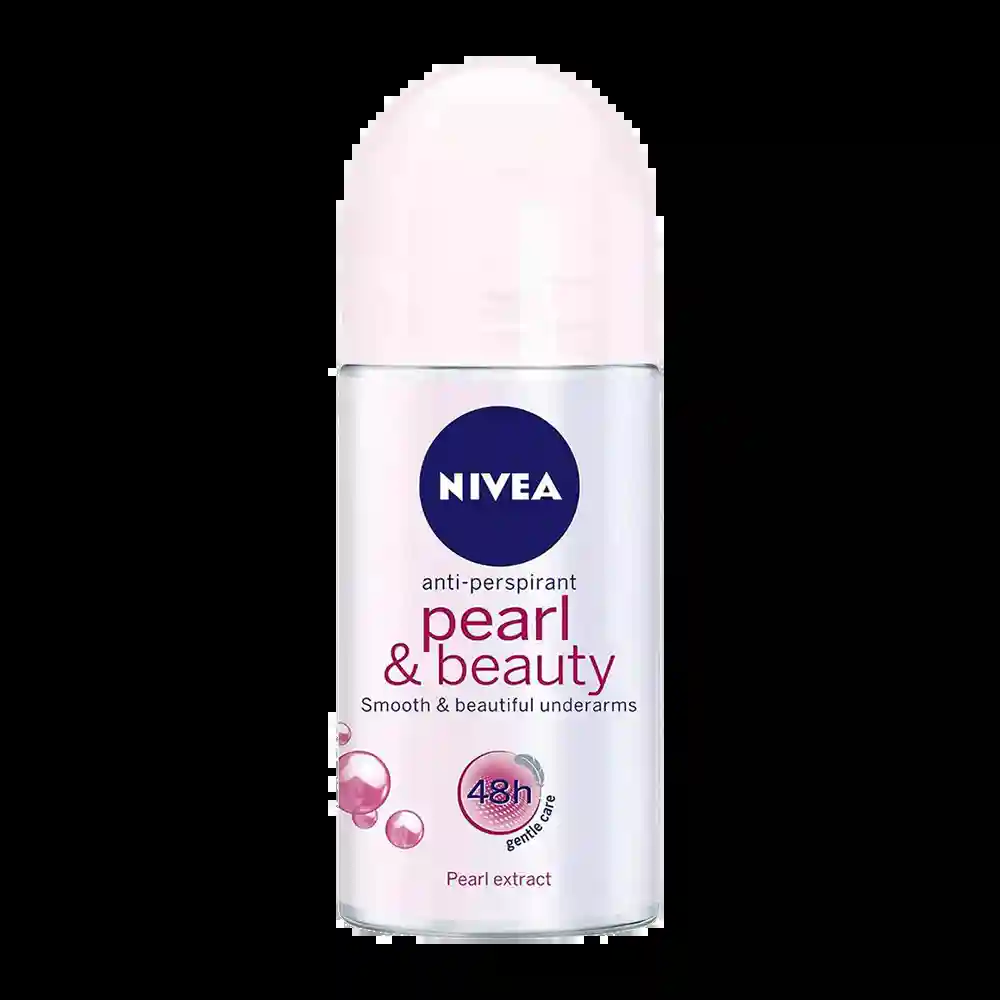 NIVEA
anti-perspirant
pearl
& beauty
Smooth & beautiful underarms
48h
gentle care
Pearl extract